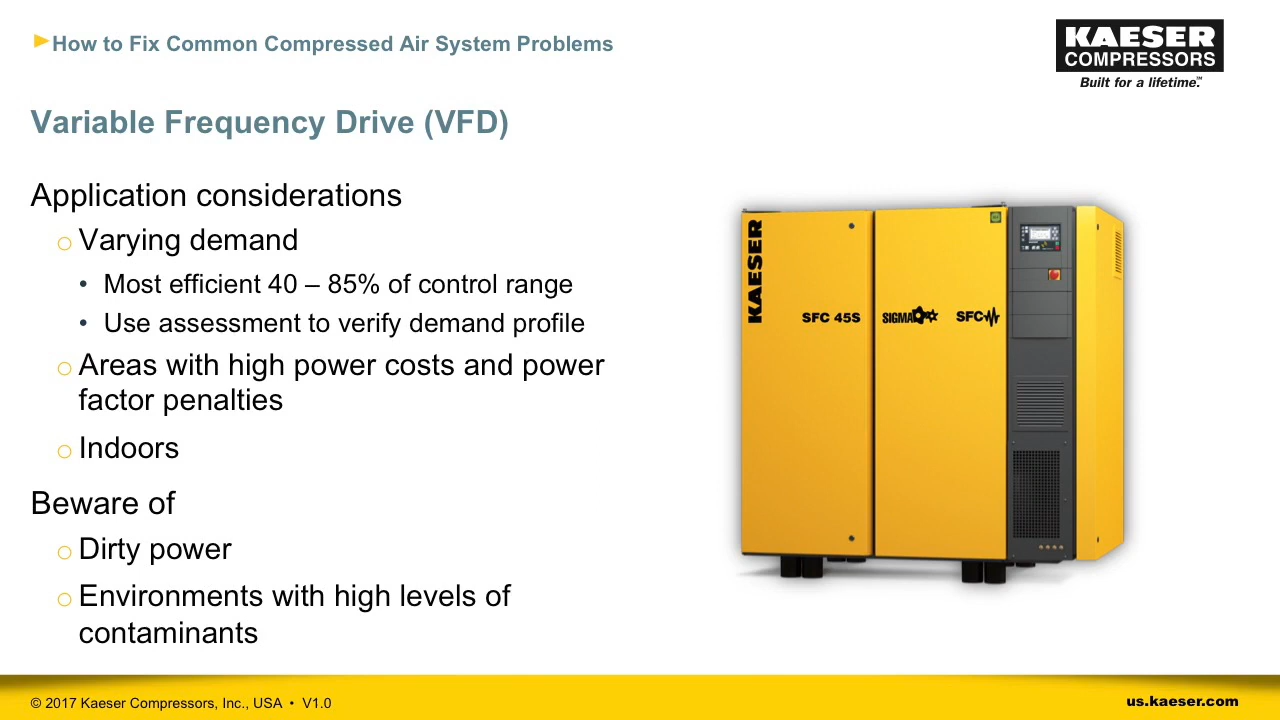 How to Fix Common Compressed Air System Problems
KAESER
COMPRESSORS
Built for a lifetime.™
Variable Frequency Drive (VFD)
Application considerations
o Varying demand
• Most efficient 40 – 85% of control range
• Use assessment to verify demand profile
o Areas with high power costs and power
factor penalties
o Indoors
Beware of
o Dirty power
o Environments with high levels of
contaminants
KAESER
SFC 45S
SIGMA
SFC
© 2017 Kaeser Compressors, Inc., USA • V1.0
us.kaeser.com